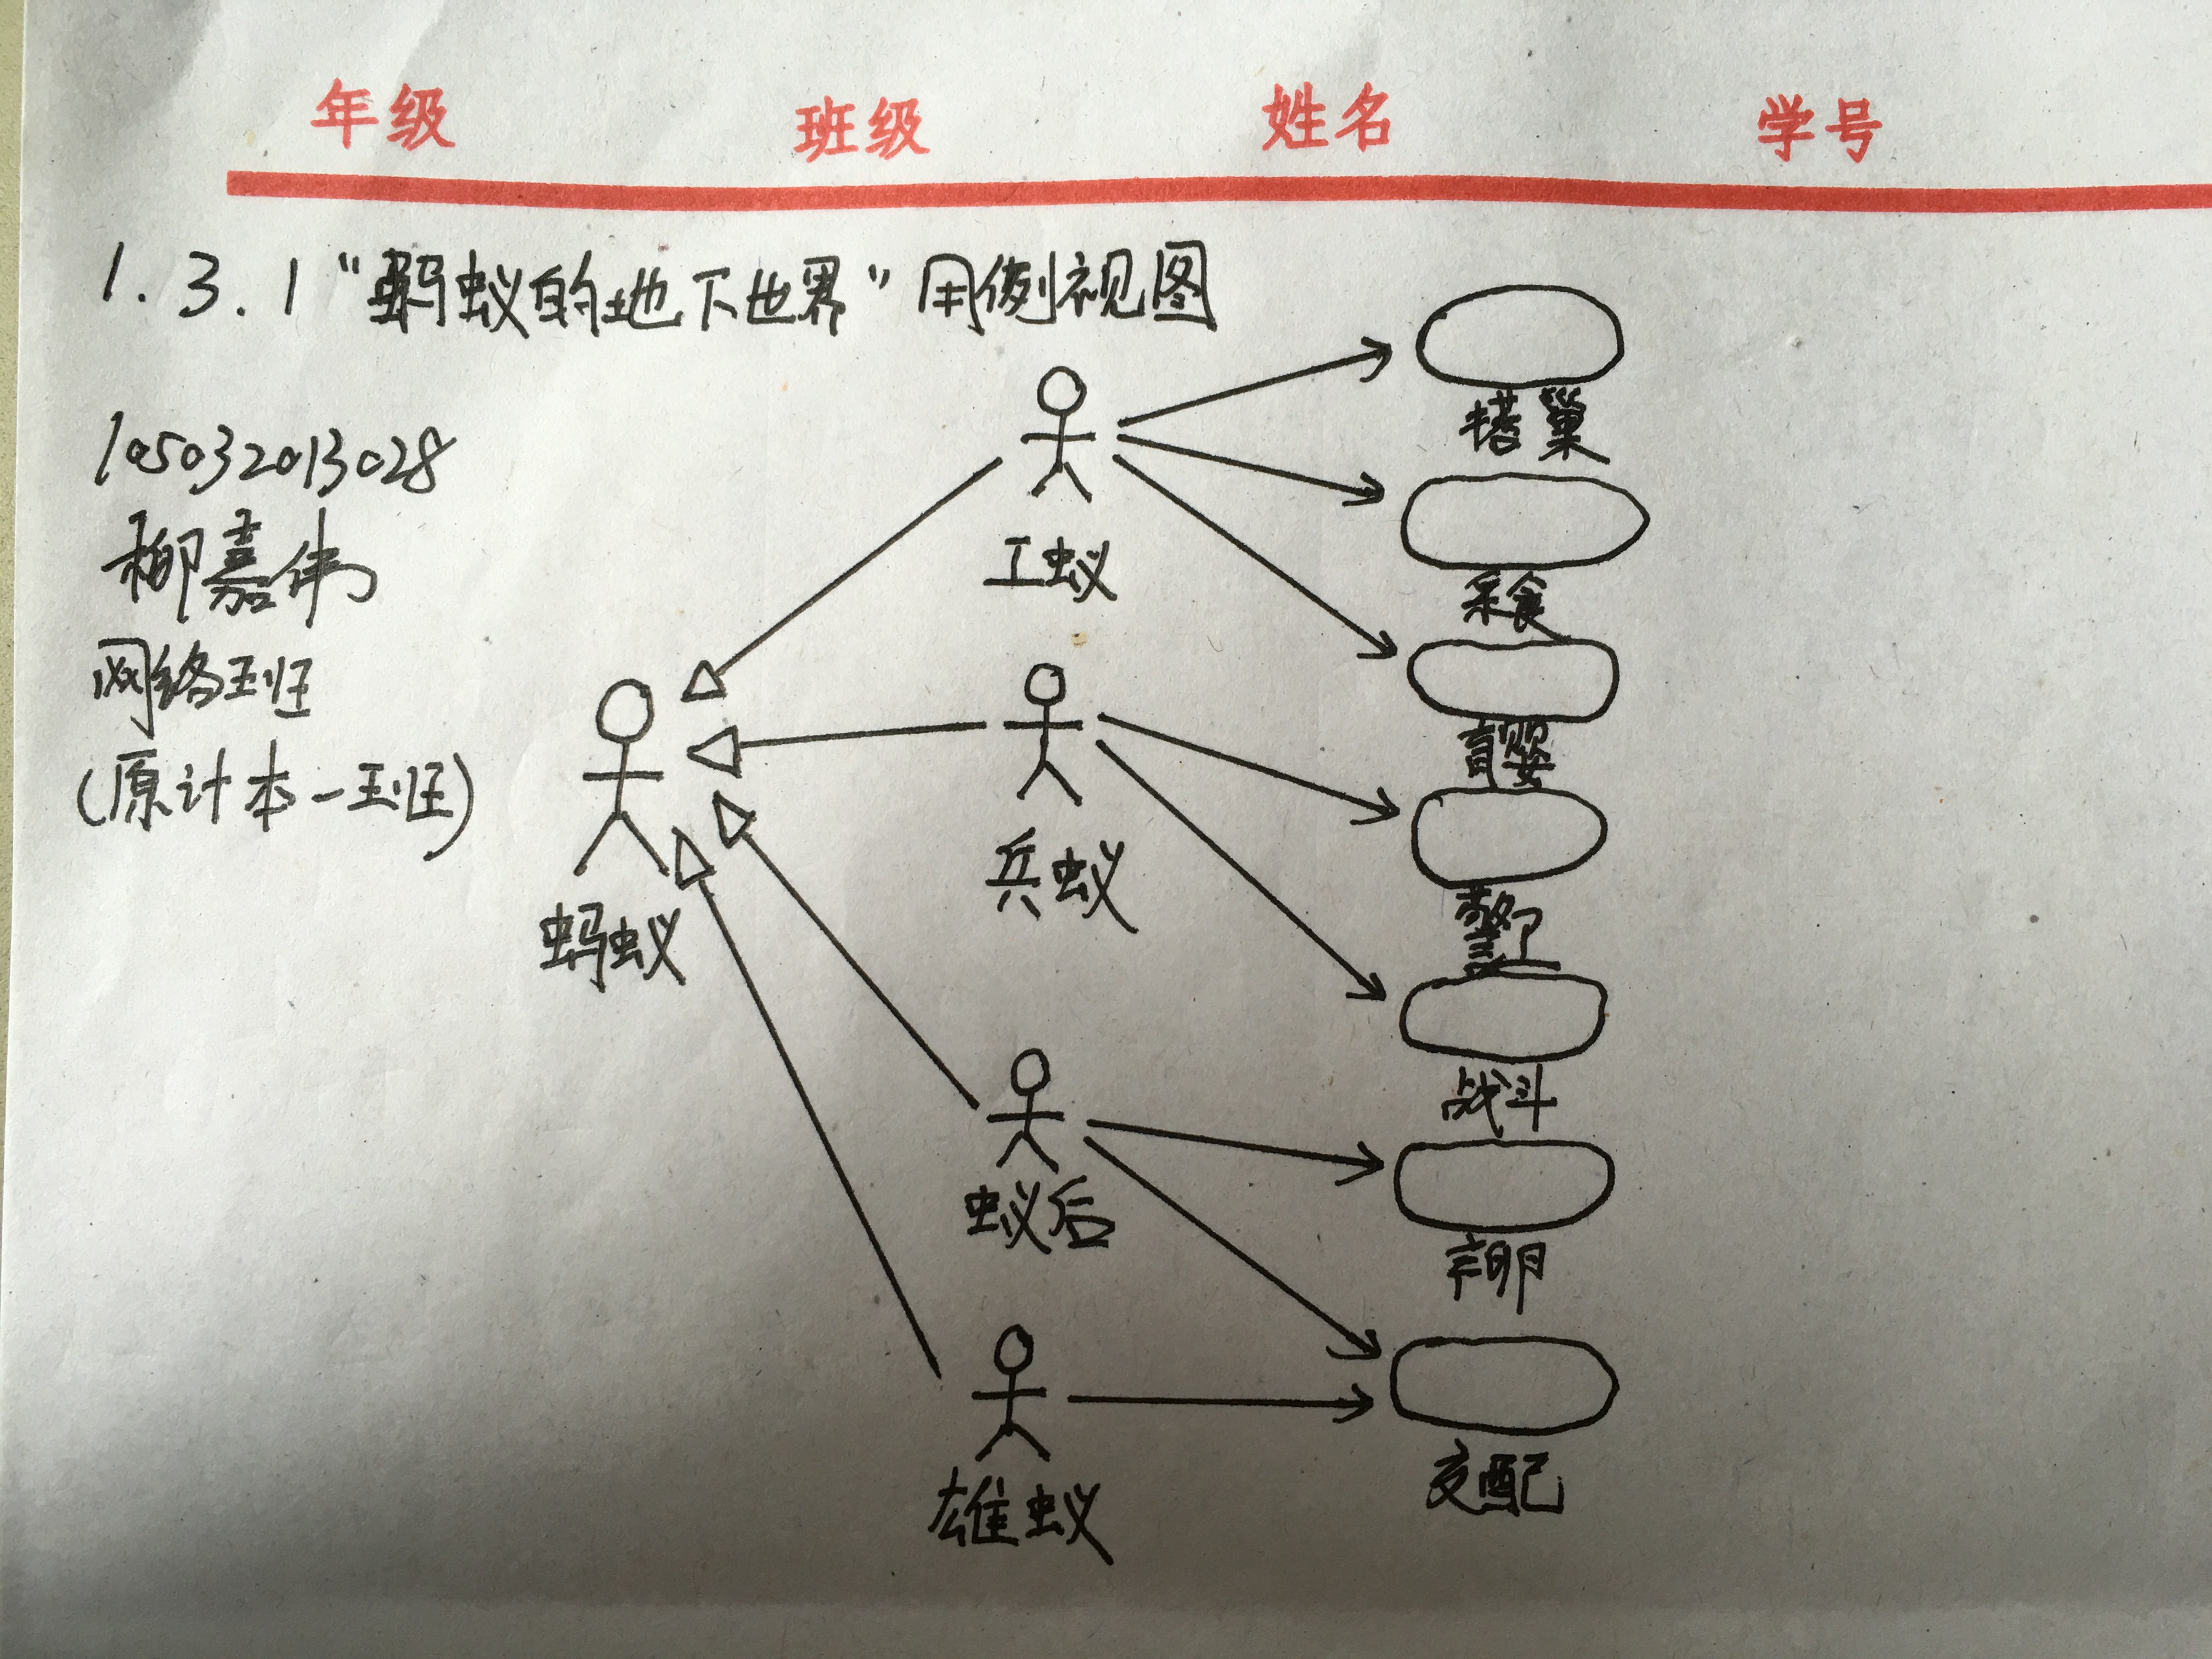 年级 班级 姓名 学号
1.3.1 “蚂蚁的地下世界”用例视图
105032013028
柳嘉伟
网络班
(原计本一班)
蚂蚁
工蚁
兵蚁
蚁后
雄蚁
搭巢
采食
育婴
警卫
战斗
产卵
交配